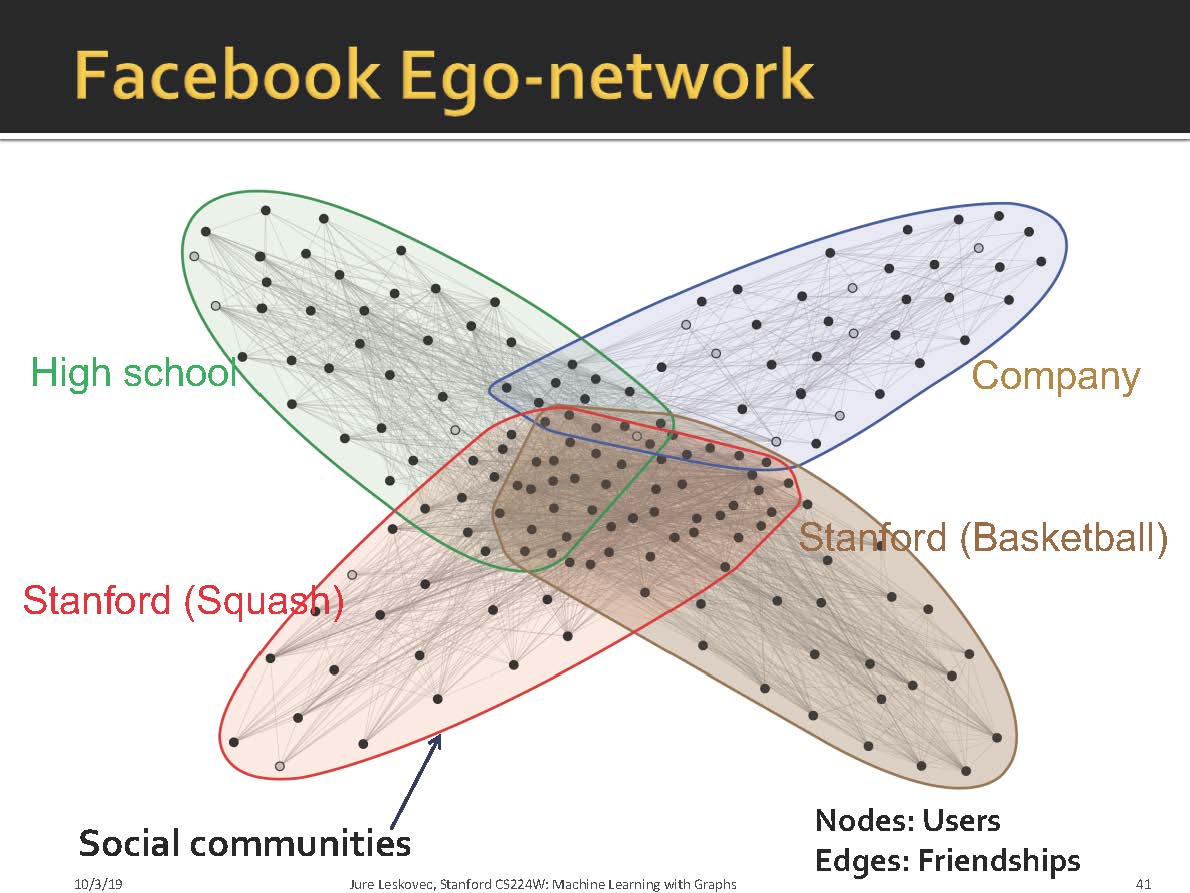 Facebook Ego-network
High school
Company
Stanford (Basketball)
Stanford (Squash)
Social communities
Nodes: Users
Edges: Friendships
10/3/19
Jure Leskovec, Stanford CS224W: Machine Learning with Graphs
41